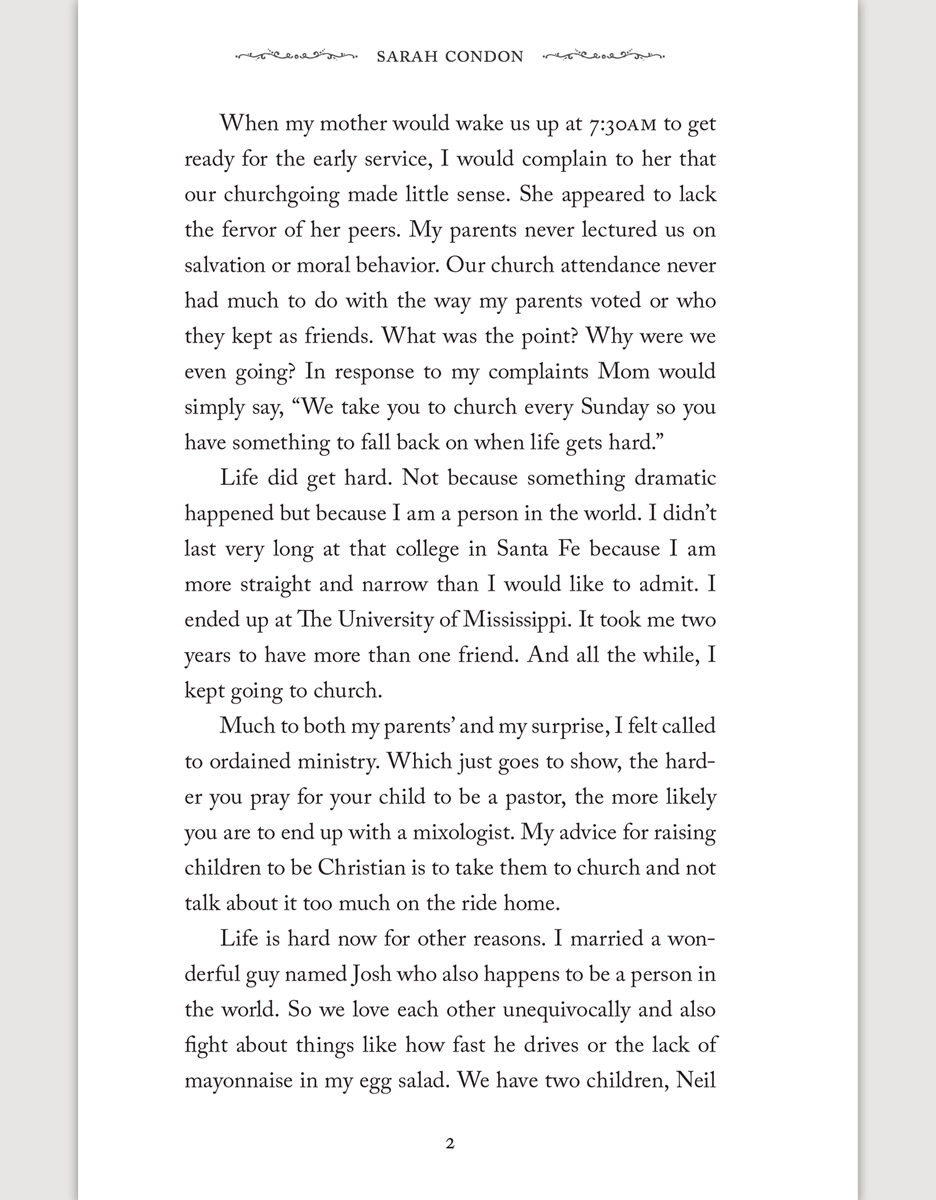 SARAH CONDON
When my mother would wake us up at 7:30AM to get
ready for the early service, I would complain to her that
our churchgoing made little sense. She appeared to lack
the fervor of her peers. My parents never lectured us on
salvation or moral behavior. Our church attendance never
had much to do with the way my parents voted or who
they kept as friends. What was the point? Why were we
even going? In response to my complaints Mom would
simply say, “We take you to church every Sunday so you
have something to fall back on when life gets hard.”
Life did get hard. Not because something dramatic
happened but because I am a person in the world. I didn’t
last very long at that college in Santa Fe because I am
more straight and narrow than I would like to admit. I
ended up at The University of Mississippi. It took me two
years to have more than one friend. And all the while, I
kept going to church.
Much to both my parents’ and my surprise, I felt called
to ordained ministry. Which just goes to show, the hard-
er you pray for your child to be a pastor, the more likely
you are to end up with a mixologist. My advice for raising
children to be Christian is to take them to church and not
talk about it too much on the ride home.
Life is hard now for other reasons. I married a won-
derful guy named Josh who also happens to be a person in
the world. So we love each other unequivocally and also
fight about things like how fast he drives or the lack of
mayonnaise in my egg salad. We have two children, Neil
2